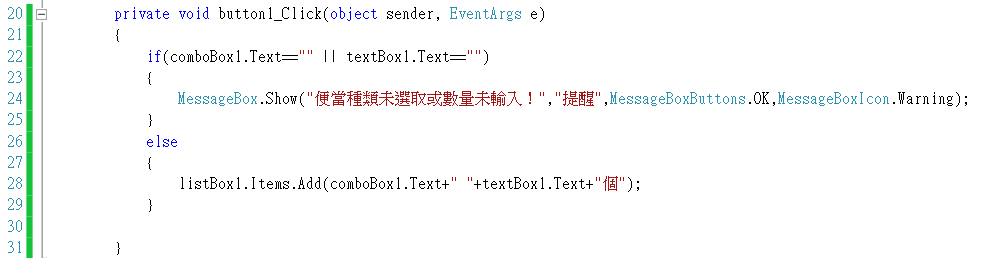 20 private void button1_Click(object sender, EventArgs e)
21 {
22 if(comboBox1.Text=="" || textBox1.Text=="")
23 {
24 MessageBox.Show("便當種類未選取或數量未輸入！","提醒",MessageBoxButtons.OK,MessageBoxIcon.Warning);
25 }
26 else
27 {
28 listBox1.Items.Add(comboBox1.Text+" "+textBox1.Text+"個");
29 }
30
31 }